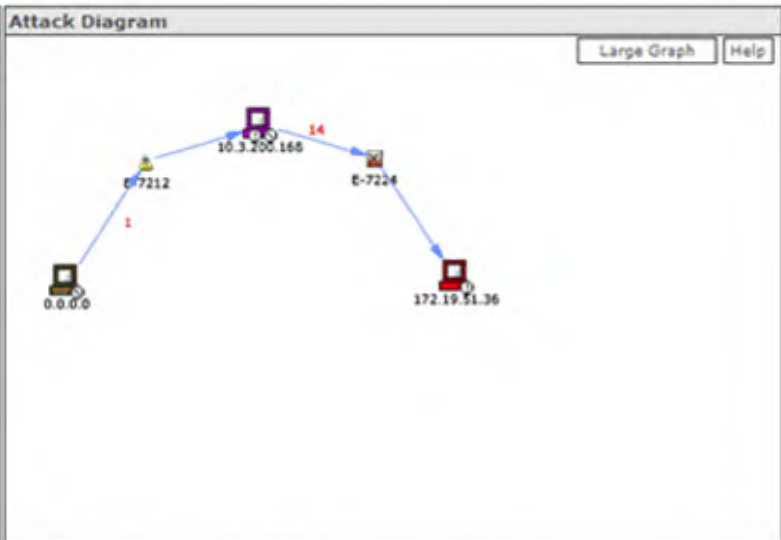 Attack Diagram
Large Graph
Help
14
10.3.200.168
E-7212
E-7224
1
0.0.0.0
172.19.51.36